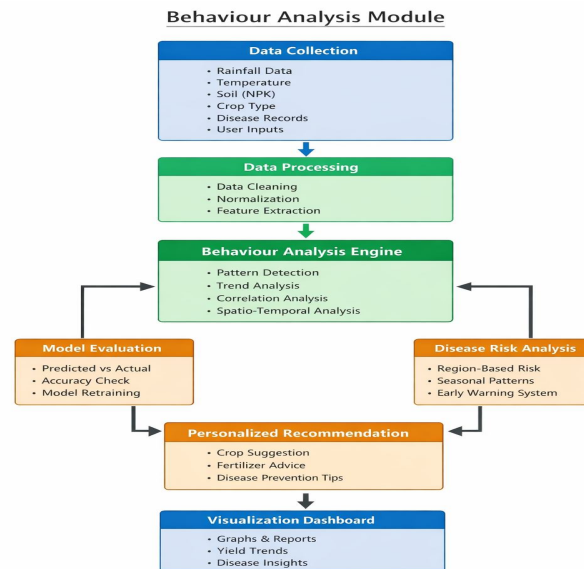 Behaviour Analysis Module
Data Collection
• Rainfall Data
• Temperature
• Soil (NPK)
• Crop Type
• Disease Records
• User Inputs
Data Processing
• Data Cleaning
• Normalization
• Feature Extraction
Behaviour Analysis Engine
• Pattern Detection
• Trend Analysis
• Correlation Analysis
• Spatio-Temporal Analysis
Model Evaluation
• Predicted vs Actual
• Accuracy Check
• Model Retraining
Disease Risk Analysis
• Region-Based Risk
• Seasonal Patterns
• Early Warning System
Personalized Recommendation
• Crop Suggestion
• Fertilizer Advice
• Disease Prevention Tips
Visualization Dashboard
• Graphs & Reports
• Yield Trends
• Disease Insights